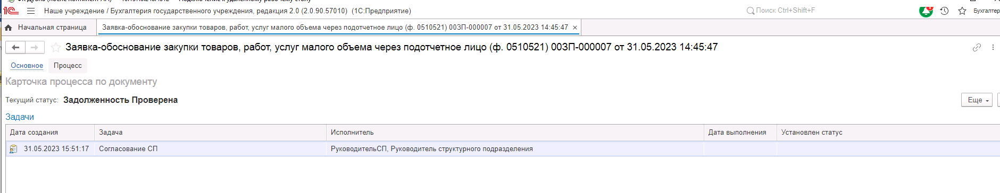 Наше учреждение / Бухгалтерия государственного учреждения, редакция 2.0 (2.0.90.57010) (1С:Предприятие)
Поиск Ctrl+Shift+F
Бухгалтер
Начальная страница
Заявка-обоснование закупки товаров, работ, услуг малого объема через подотчетное лицо (ф. 0510521) 00ЗП-000007 от 31.05.2023 14:45:47 ×
Заявка-обоснование закупки товаров, работ, услуг малого объема через подотчетное лицо (ф. 0510521) 00ЗП-000007 от 31.05.2023 14:45:47
Основное Процесс
Карточка процесса по документу
Текущий статус: Задолженность Проверена
Еще
Задачи
Дата создания Задача Исполнитель Дата выполнения Установлен статус
31.05.2023 15:51:17 Согласование СП РуководительСП, Руководитель структурного подразделения